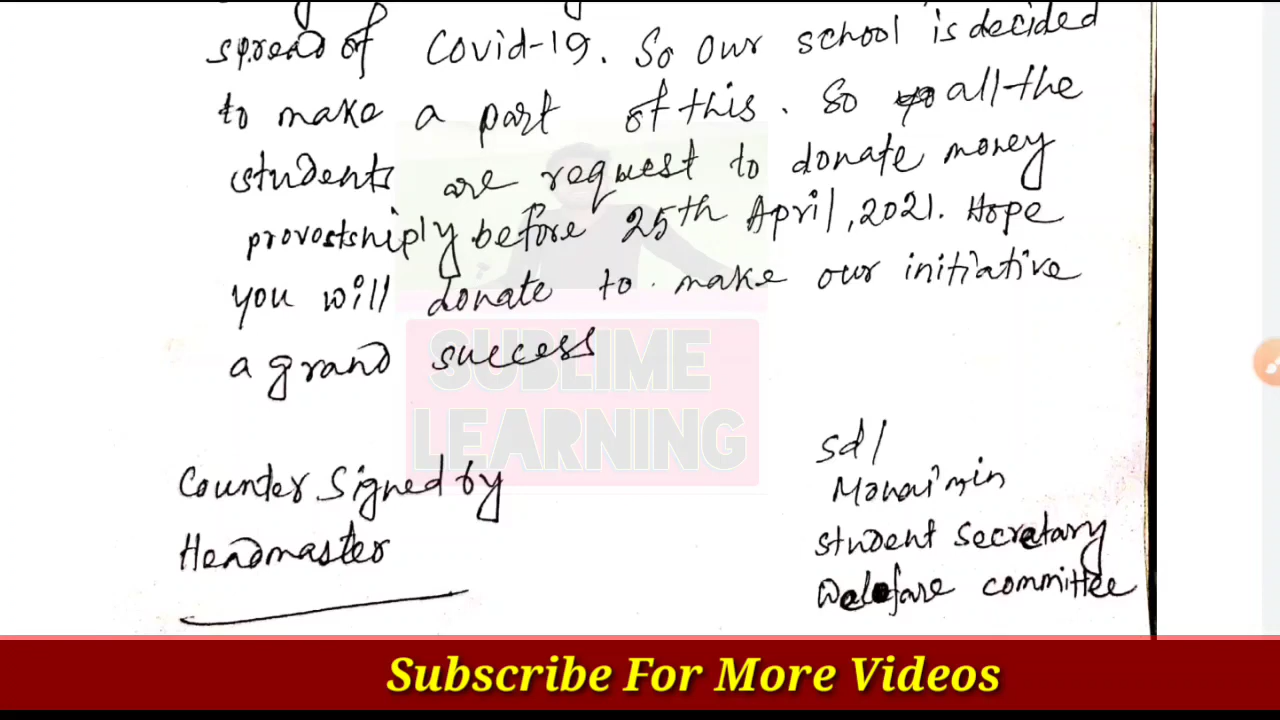 spread of Covid-19. So our school is decided
to make a part of this. So all the
students are request to donate money
before 25th April, 2021. Hope
you will donate to make our initiative
a grand success
SUBLIME
LEARNING
Counter Signed by
Headmaster
sd/
student secretary
Welefare committee
Subscribe For More Videos